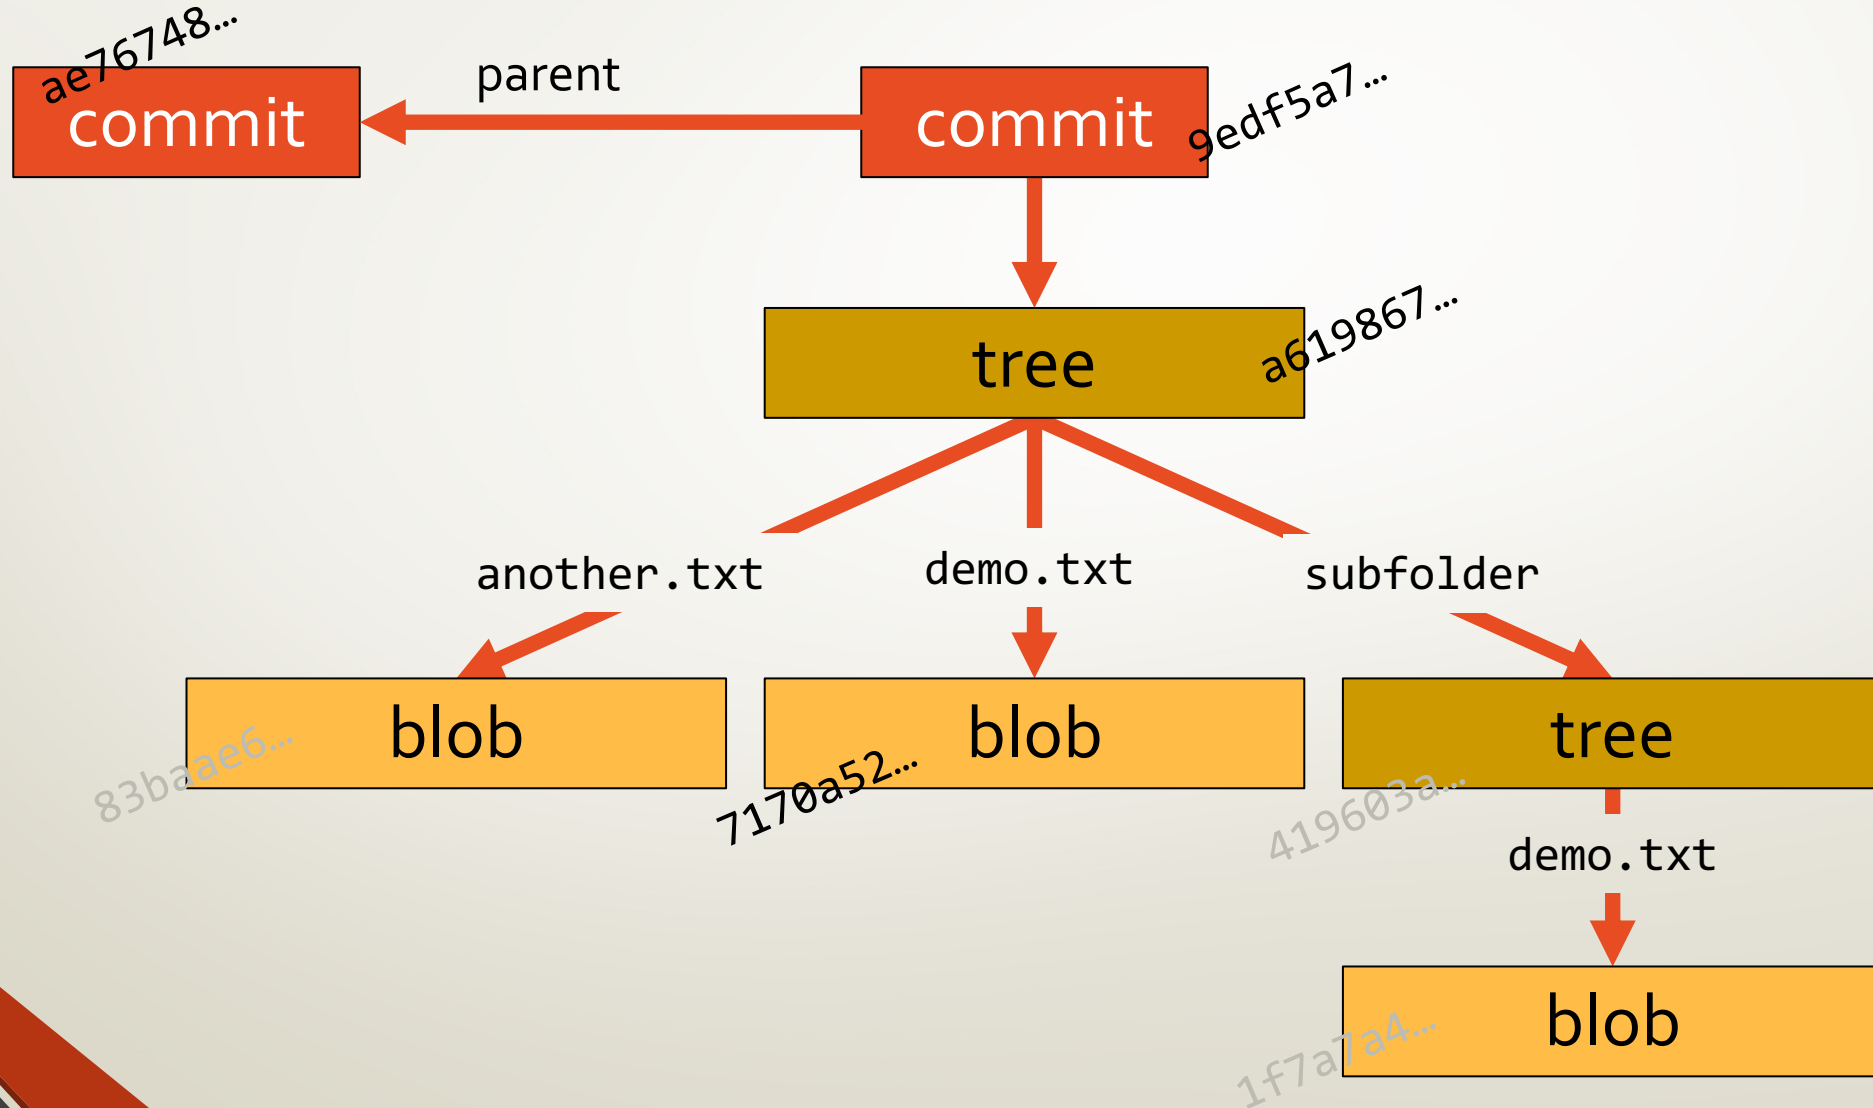 ae76748…
commit
parent
commit
9edf5a7…
tree
a619867…
another.txt
demo.txt
subfolder
blob
83baae6…
blob
7170a52…
tree
419603a…
demo.txt
blob
1f7a7a4…